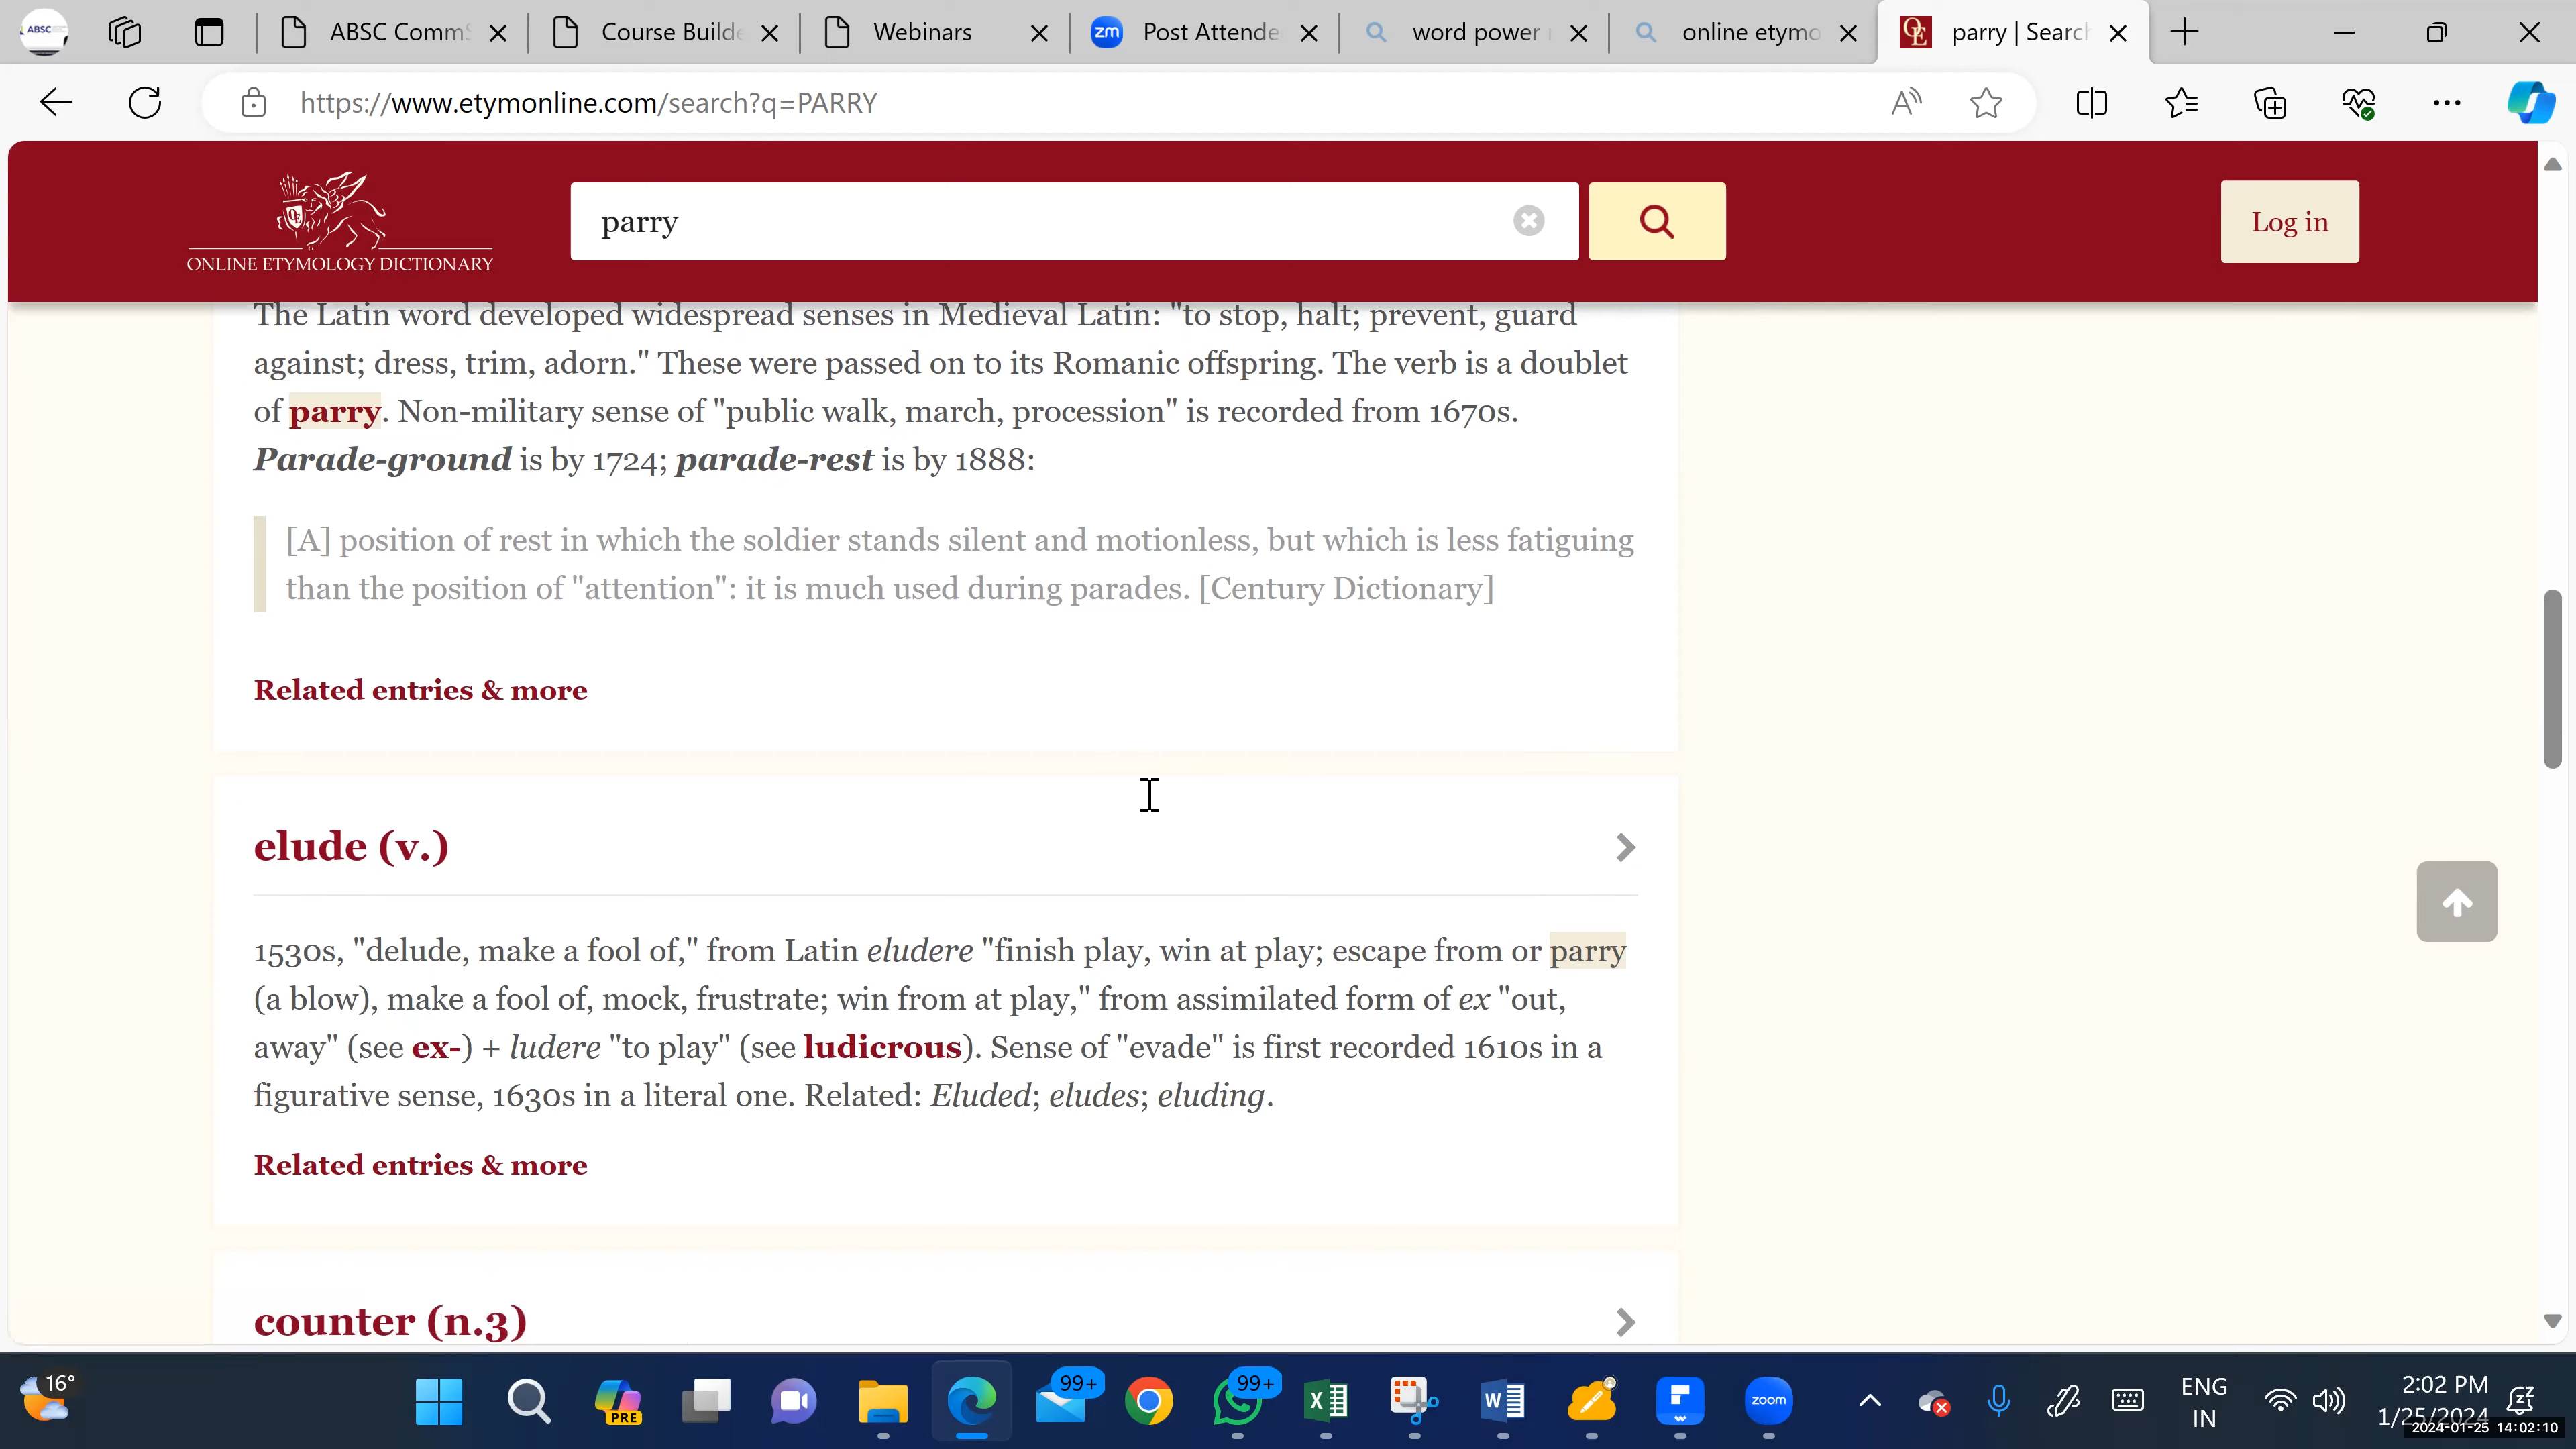 ABSC
ABSC CommS
Course Builde
Webinars
zm
Post Attende
word power
online etymo
parry | Search
https://www.etymonline.com/search?q=PARRY
ONLINE ETYMOLOGY DICTIONARY
parry
Log in
The Latin word developed widespread senses in Medieval Latin: "to stop, halt; prevent, guard
against; dress, trim, adorn." These were passed on to its Romanic offspring. The verb is a doublet
of parry. Non-military sense of "public walk, march, procession" is recorded from 1670s.
Parade-ground is by 1724; parade-rest is by 1888:
[A] position of rest in which the soldier stands silent and motionless, but which is less fatiguing
than the position of "attention": it is much used during parades. [Century Dictionary]
Related entries & more
elude (v.)
1530s, "delude, make a fool of," from Latin eludere "finish play, win at play; escape from or parry
(a blow), make a fool of, mock, frustrate; win from at play," from assimilated form of ex "out,
away" (see ex-) + ludere "to play" (see ludicrous). Sense of "evade" is first recorded 1610s in a
figurative sense, 1630s in a literal one. Related: Eluded; eludes; eluding.
Related entries & more
counter (n.3)
16°
PRE
99+
99+
zoom
ENG
IN
2:02 PM
1/25/2024
2024-01-25 14:02:10